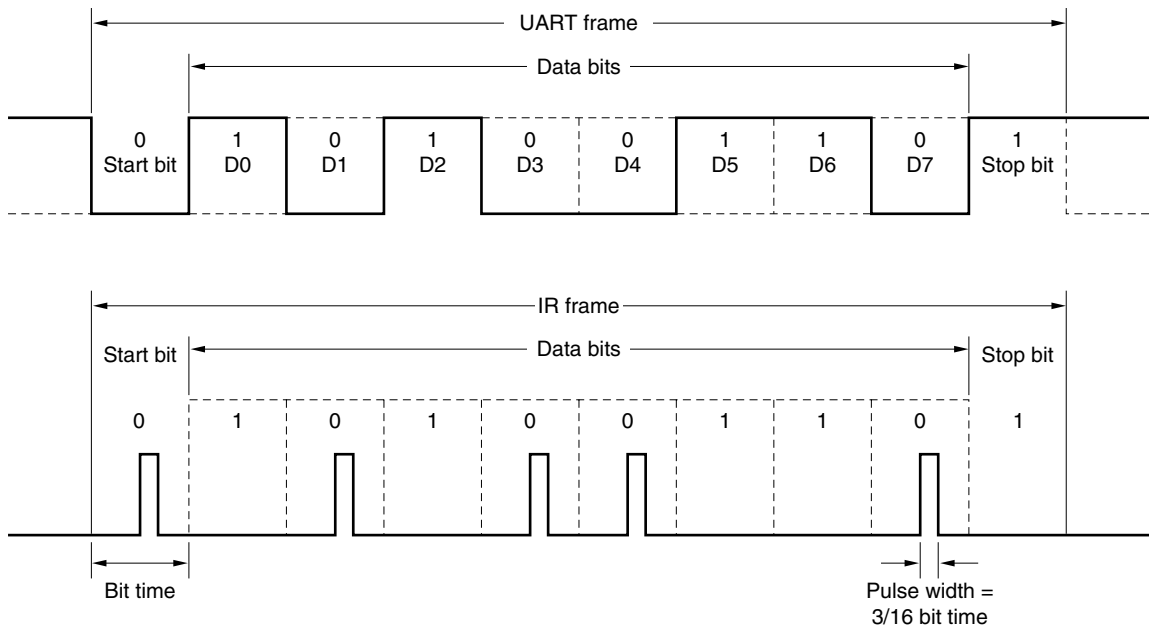 UART frame
Data bits
0 1 0 1 0 0 1 1 0 1
Start bit D0 D1 D2 D3 D4 D5 D6 D7 Stop bit
IR frame
Start bit Data bits Stop bit
0 1 0 1 0 0 1 1 0 1
Bit time Pulse width =
3/16 bit time